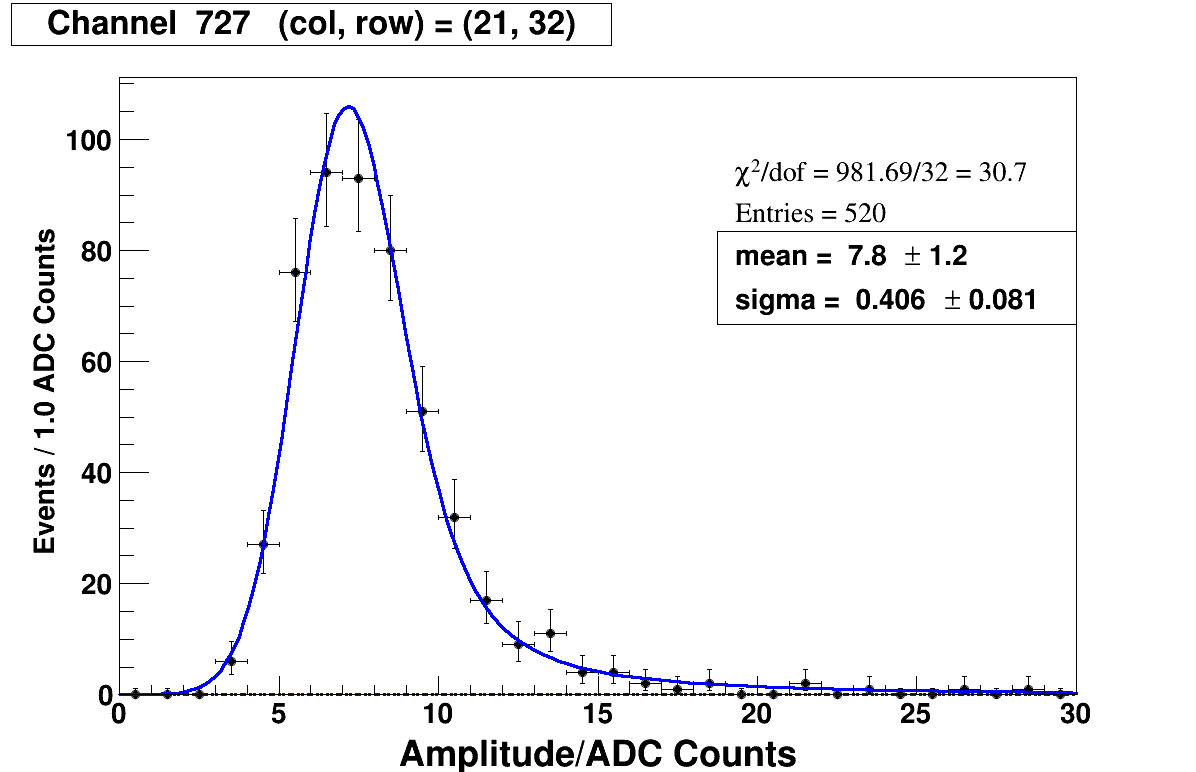 Channel 727 (col, row) = (21, 32)
χ²/dof = 981.69/32 = 30.7
Entries = 520
mean = 7.8 ± 1.2
sigma = 0.406 ± 0.081
Events / 1.0 ADC Counts
100
80
60
40
20
0
0 5 10 15 20 25 30
Amplitude/ADC Counts